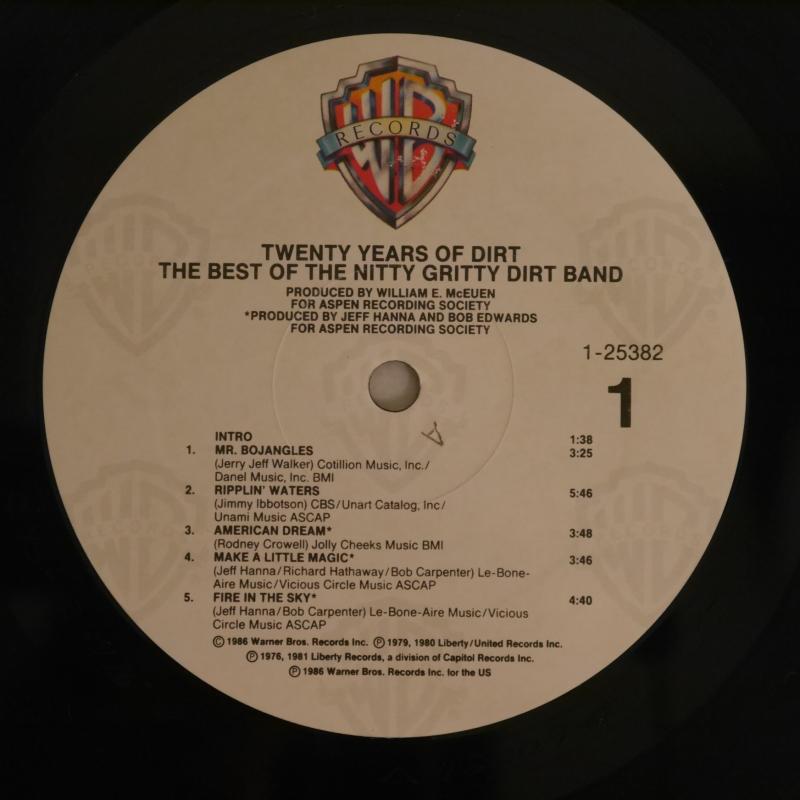 WB
RECORDS
TWENTY YEARS OF DIRT
THE BEST OF THE NITTY GRITTY DIRT BAND
PRODUCED BY WILLIAM E. McEUEN
FOR ASPEN RECORDING SOCIETY
*PRODUCED BY JEFF HANNA AND BOB EDWARDS
FOR ASPEN RECORDING SOCIETY
1-25382
1
INTRO 1:38
1. MR. BOJANGLES 3:25
(Jerry Jeff Walker) Cotillion Music, Inc./
Danel Music, Inc. BMI
2. RIPPLIN' WATERS 5:46
(Jimmy Ibbotson) CBS/Unart Catalog, Inc/
Unami Music ASCAP
3. AMERICAN DREAM* 3:48
(Rodney Crowell) Jolly Cheeks Music BMI
4. MAKE A LITTLE MAGIC* 3:46
(Jeff Hanna/Richard Hathaway/Bob Carpenter) Le-Bone-
Aire Music/Vicious Circle Music ASCAP
5. FIRE IN THE SKY* 4:40
(Jeff Hanna/Bob Carpenter) Le-Bone-Aire Music/Vicious
Circle Music ASCAP
© 1986 Warner Bros. Records Inc. ℗ 1979, 1980 Liberty/United Records Inc.
℗ 1976, 1981 Liberty Records, a division of Capitol Records Inc.
℗ 1986 Warner Bros. Records Inc. for the US